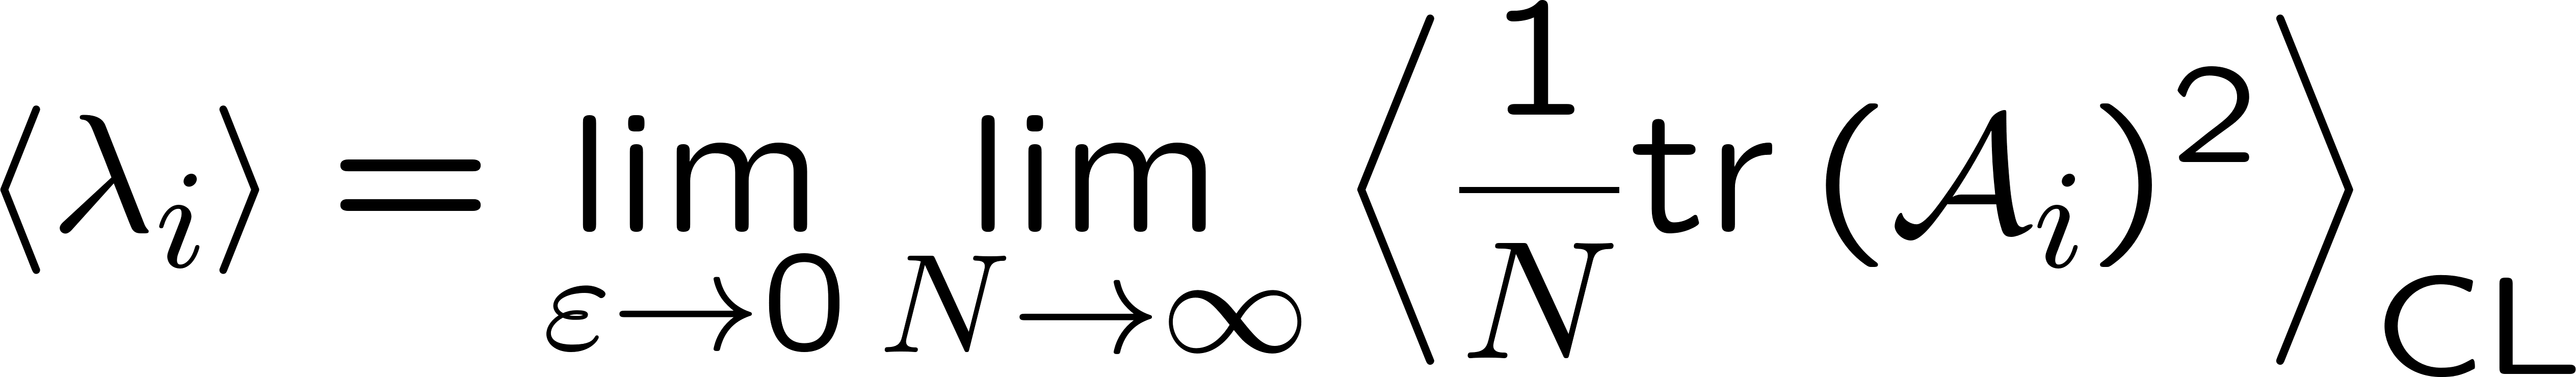 ⟨λ_i⟩ = lim_{ε→0} lim_{N→∞} ⟨ \frac{1}{N} tr (𝒜_i)^2 ⟩_{CL}